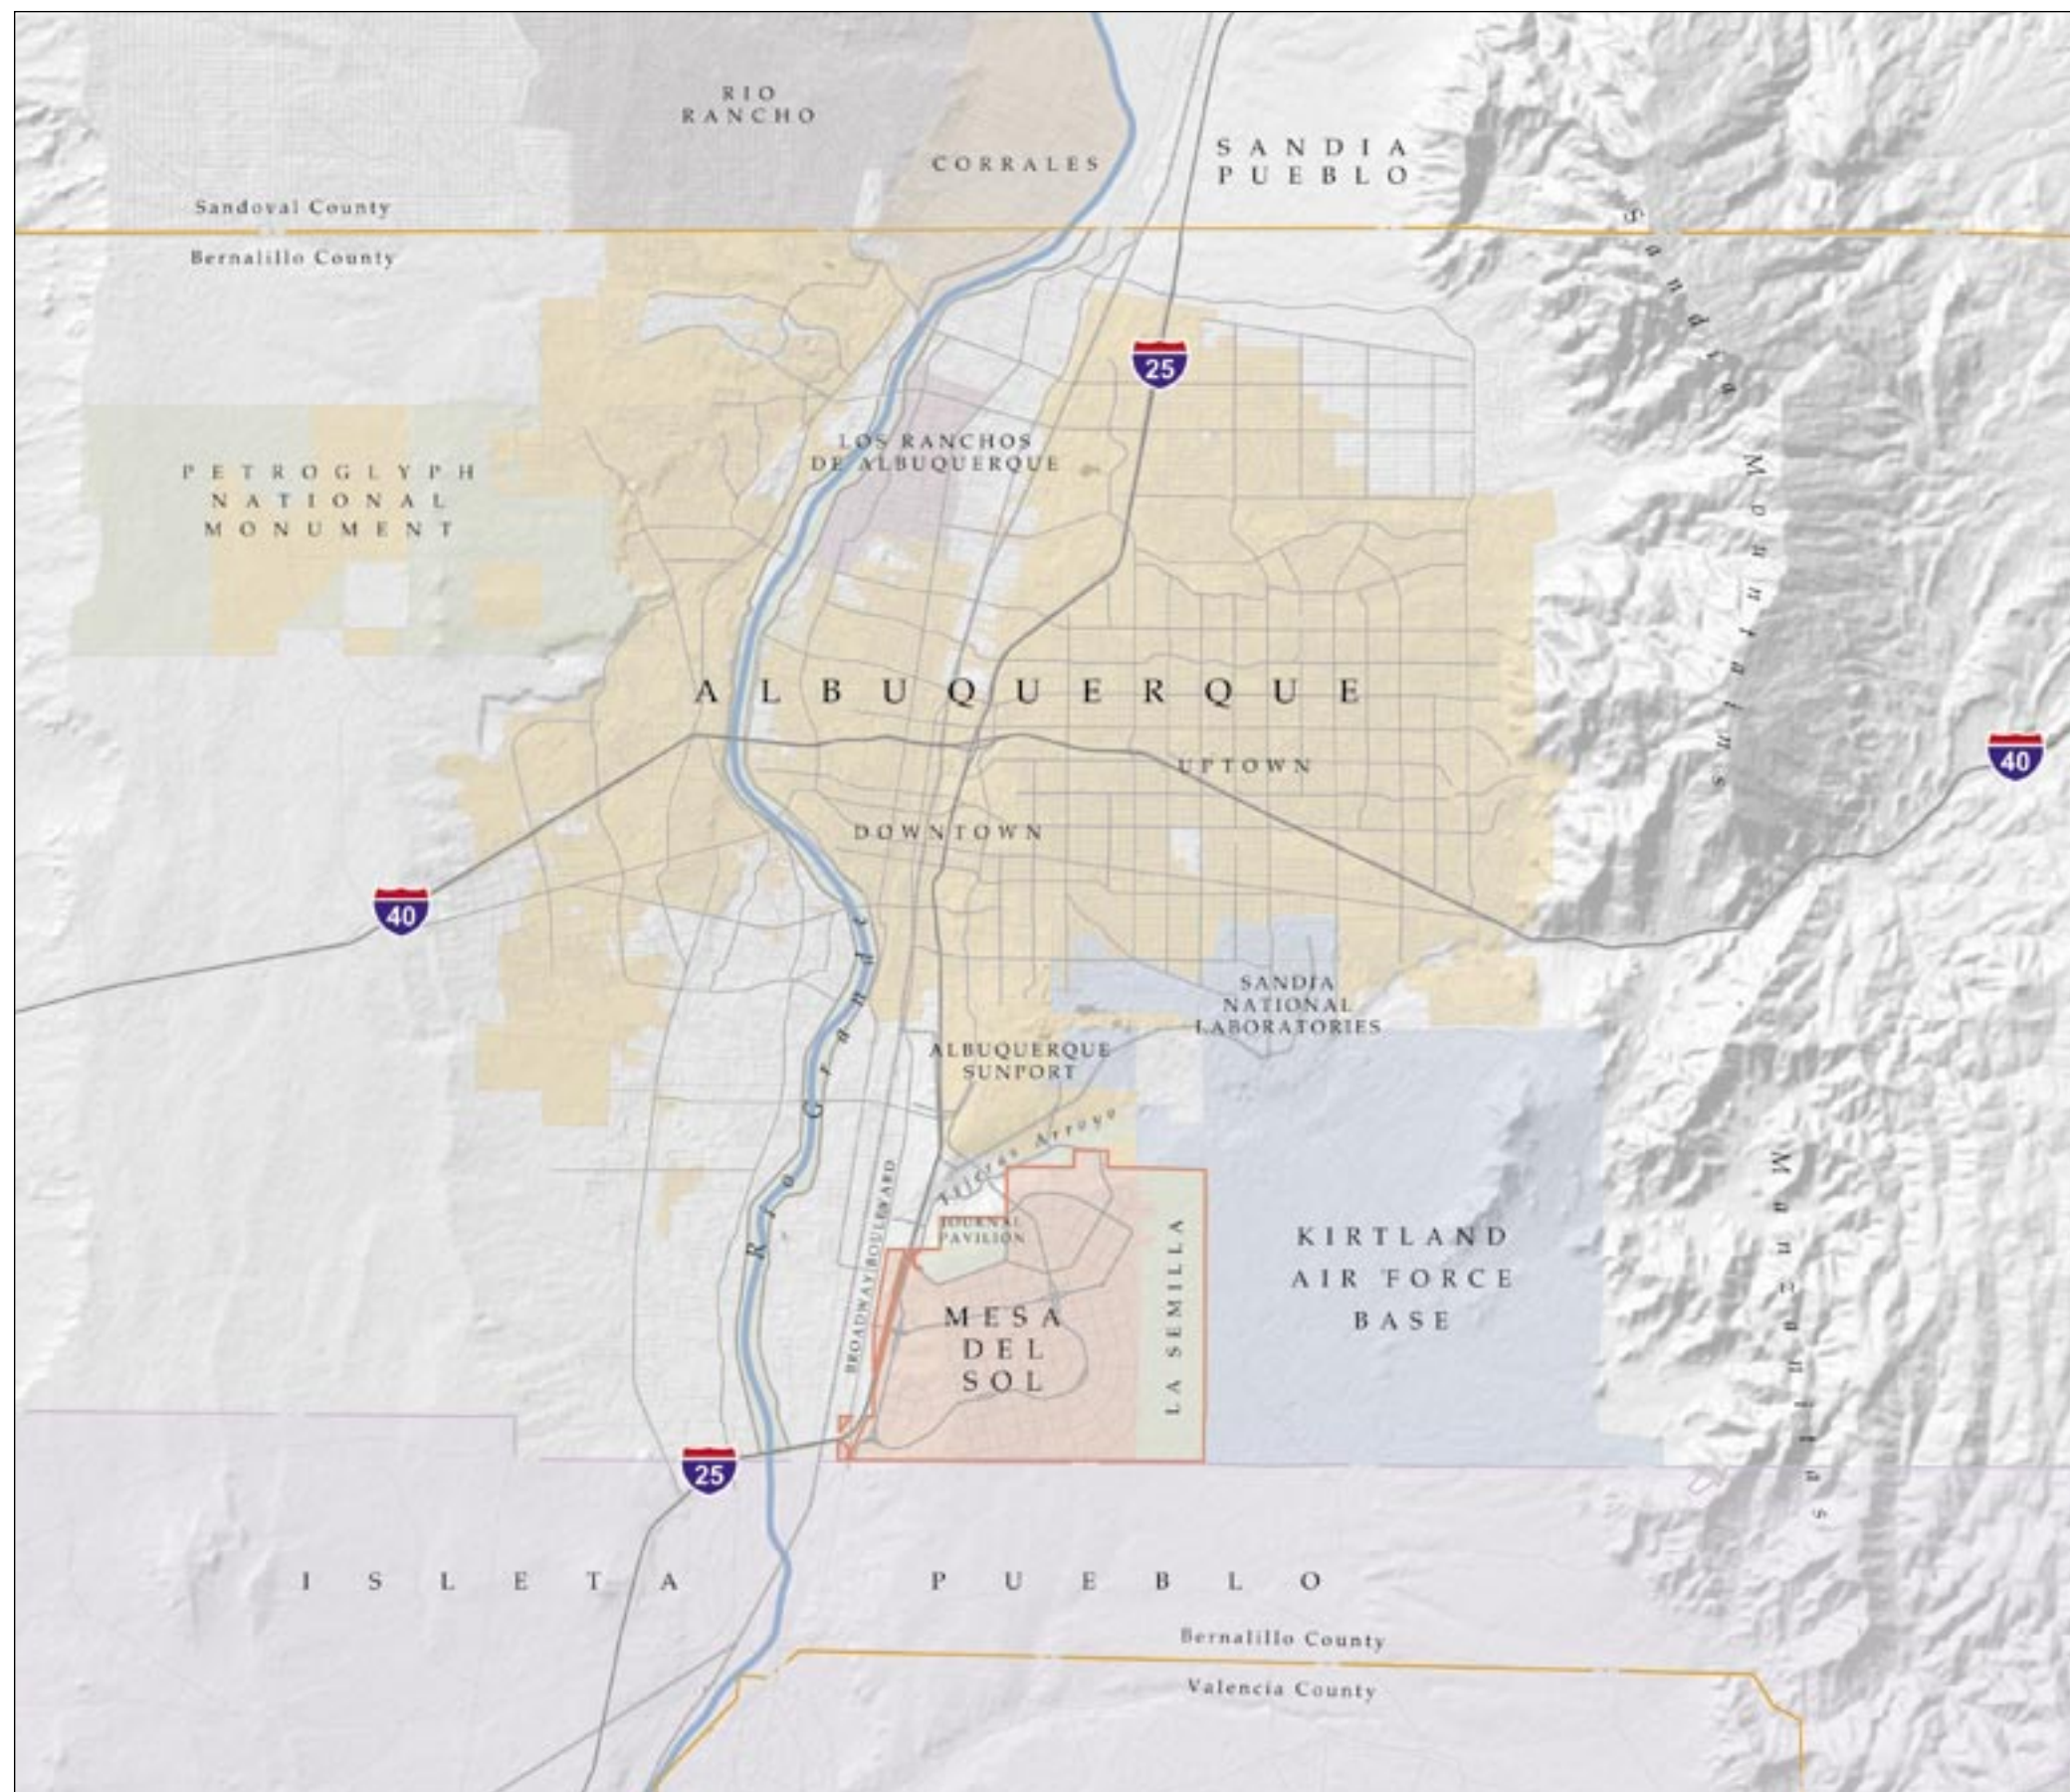 RIO
RANCHO
CORRALES
SANDIA
PUEBLO
Sandoval County
Bernalillo County
Sandia
Mountains
25
LOS RANCHOS
DE ALBUQUERQUE
PETROGLYPH
NATIONAL
MONUMENT
ALBUQUERQUE
UPTOWN
40
DOWNTOWN
40
SANDIA
NATIONAL
LABORATORIES
ALBUQUERQUE
SUNPORT
Rio Grande
Tijeras Arroyo
BROADWAY BOULEVARD
JOURNAL
PAVILION
MESA
DEL
SOL
LA SEMILLA
KIRTLAND
AIR FORCE
BASE
Manzanitas
25
ISLETA PUEBLO
Bernalillo County
Valencia County